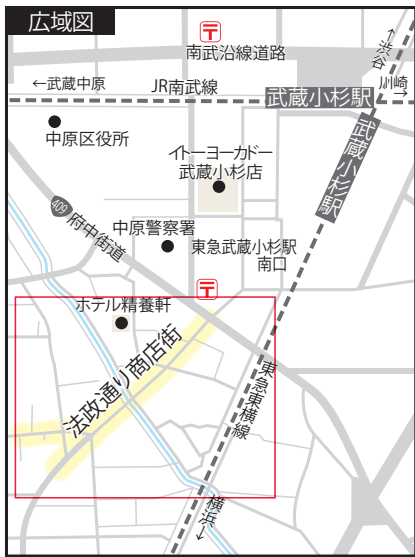 広域図
〒
南武沿線道路
↑渋谷
←武蔵中原
JR南武線
武蔵小杉駅
川崎→
武蔵小杉駅
中原区役所
イトーヨーカドー
武蔵小杉店
409
府中街道
中原警察署
東急武蔵小杉駅
南口
〒
ホテル精養軒
法政通り商店街
東急東横線
横浜↓